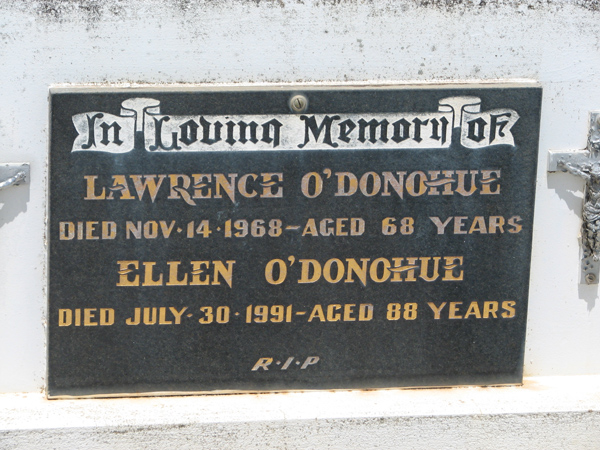 In Loving Memory of
LAWRENCE O'DONOHUE
DIED NOV·14·1968-AGED 68 YEARS
ELLEN O'DONOHUE
DIED JULY·30·1991-AGED 88 YEARS
R·I·P